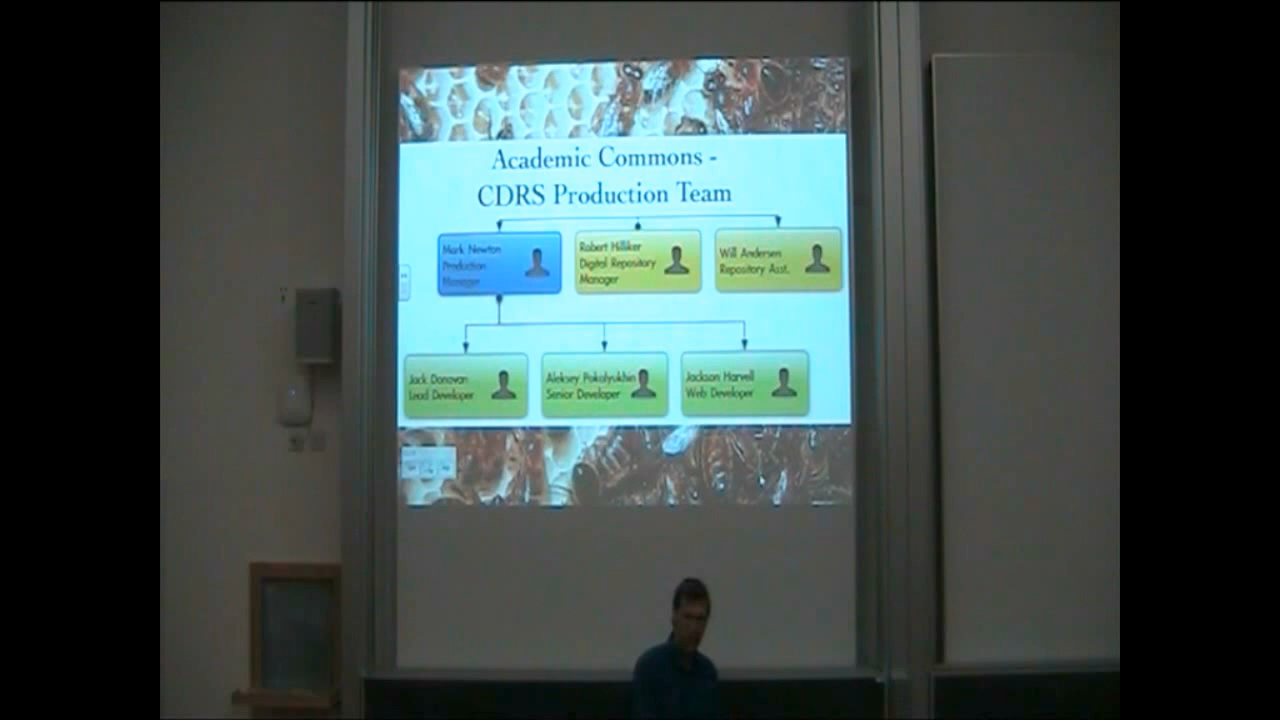 Academic Commons -
CDRS Production Team
Mark Newton
Production
Manager
Robert Hilliker
Digital Repository
Manager
Will Andersen
Repository Asst.
Jack Donovan
Lead Developer
Aleksey Pokalyukhin
Senior Developer
Jackson Harvell
Web Developer